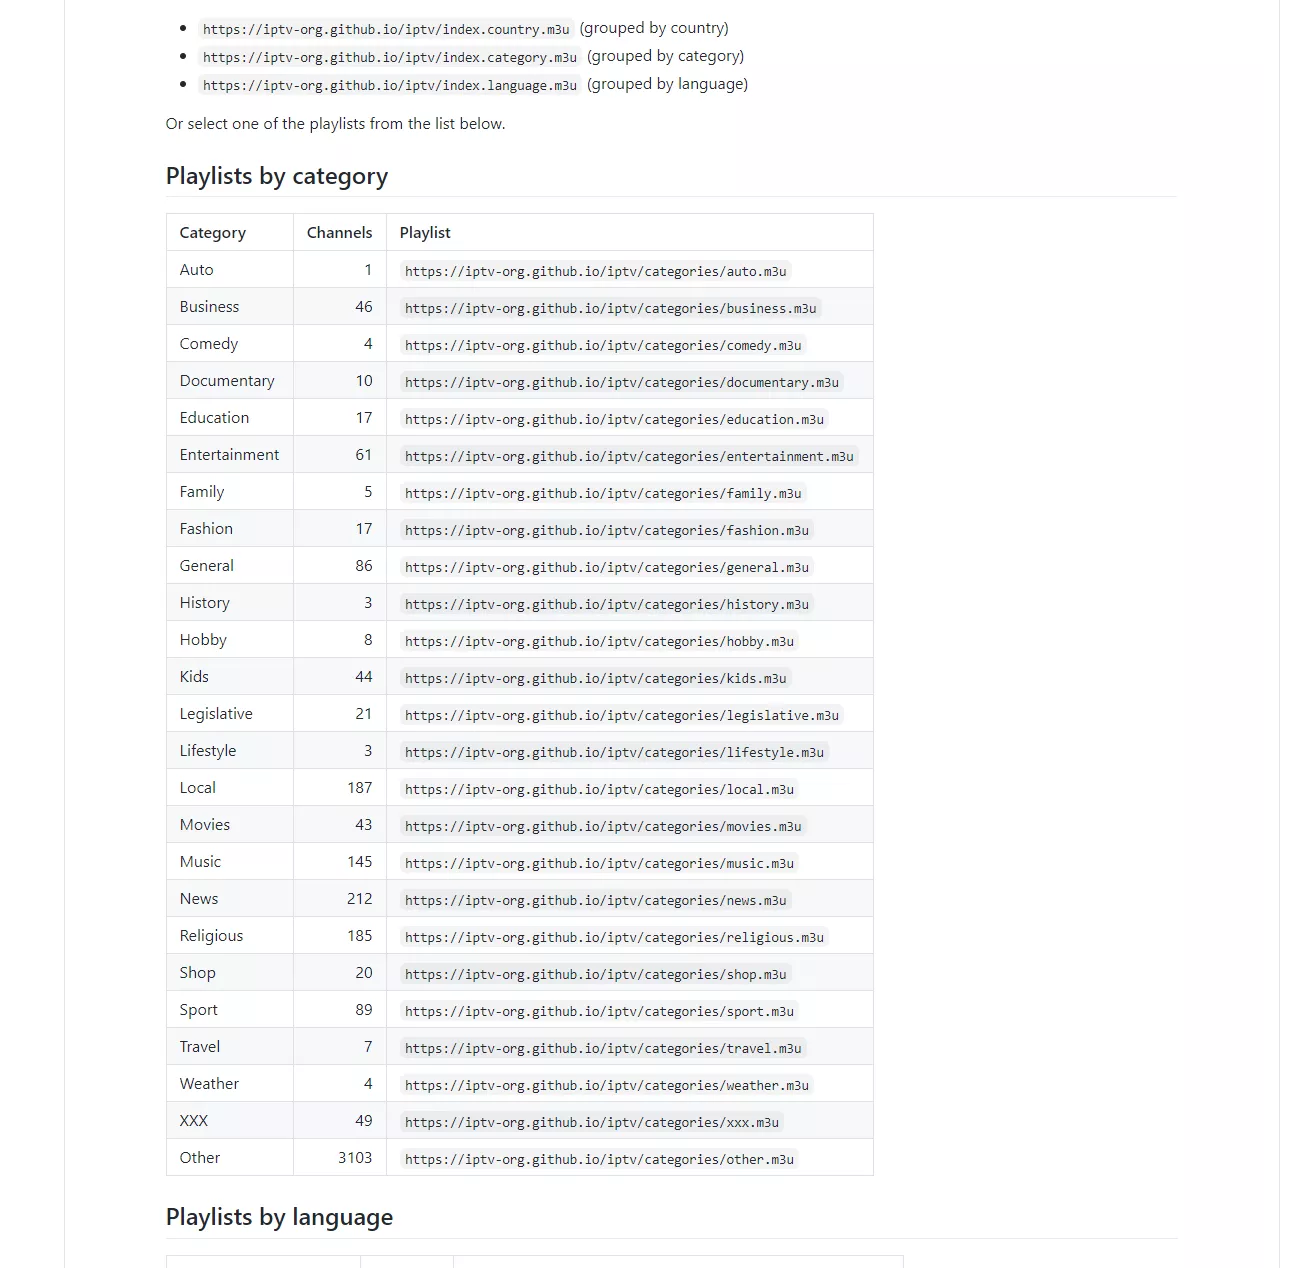 https://iptv-org.github.io/iptv/index.country.m3u (grouped by country)
https://iptv-org.github.io/iptv/index.category.m3u (grouped by category)
https://iptv-org.github.io/iptv/index.language.m3u (grouped by language)
Or select one of the playlists from the list below.
Playlists by category
Category Channels Playlist
Auto 1 https://iptv-org.github.io/iptv/categories/auto.m3u
Business 46 https://iptv-org.github.io/iptv/categories/business.m3u
Comedy 4 https://iptv-org.github.io/iptv/categories/comedy.m3u
Documentary 10 https://iptv-org.github.io/iptv/categories/documentary.m3u
Education 17 https://iptv-org.github.io/iptv/categories/education.m3u
Entertainment 61 https://iptv-org.github.io/iptv/categories/entertainment.m3u
Family 5 https://iptv-org.github.io/iptv/categories/family.m3u
Fashion 17 https://iptv-org.github.io/iptv/categories/fashion.m3u
General 86 https://iptv-org.github.io/iptv/categories/general.m3u
History 3 https://iptv-org.github.io/iptv/categories/history.m3u
Hobby 8 https://iptv-org.github.io/iptv/categories/hobby.m3u
Kids 44 https://iptv-org.github.io/iptv/categories/kids.m3u
Legislative 21 https://iptv-org.github.io/iptv/categories/legislative.m3u
Lifestyle 3 https://iptv-org.github.io/iptv/categories/lifestyle.m3u
Local 187 https://iptv-org.github.io/iptv/categories/local.m3u
Movies 43 https://iptv-org.github.io/iptv/categories/movies.m3u
Music 145 https://iptv-org.github.io/iptv/categories/music.m3u
News 212 https://iptv-org.github.io/iptv/categories/news.m3u
Religious 185 https://iptv-org.github.io/iptv/categories/religious.m3u
Shop 20 https://iptv-org.github.io/iptv/categories/shop.m3u
Sport 89 https://iptv-org.github.io/iptv/categories/sport.m3u
Travel 7 https://iptv-org.github.io/iptv/categories/travel.m3u
Weather 4 https://iptv-org.github.io/iptv/categories/weather.m3u
XXX 49 https://iptv-org.github.io/iptv/categories/xxx.m3u
Other 3103 https://iptv-org.github.io/iptv/categories/other.m3u
Playlists by language